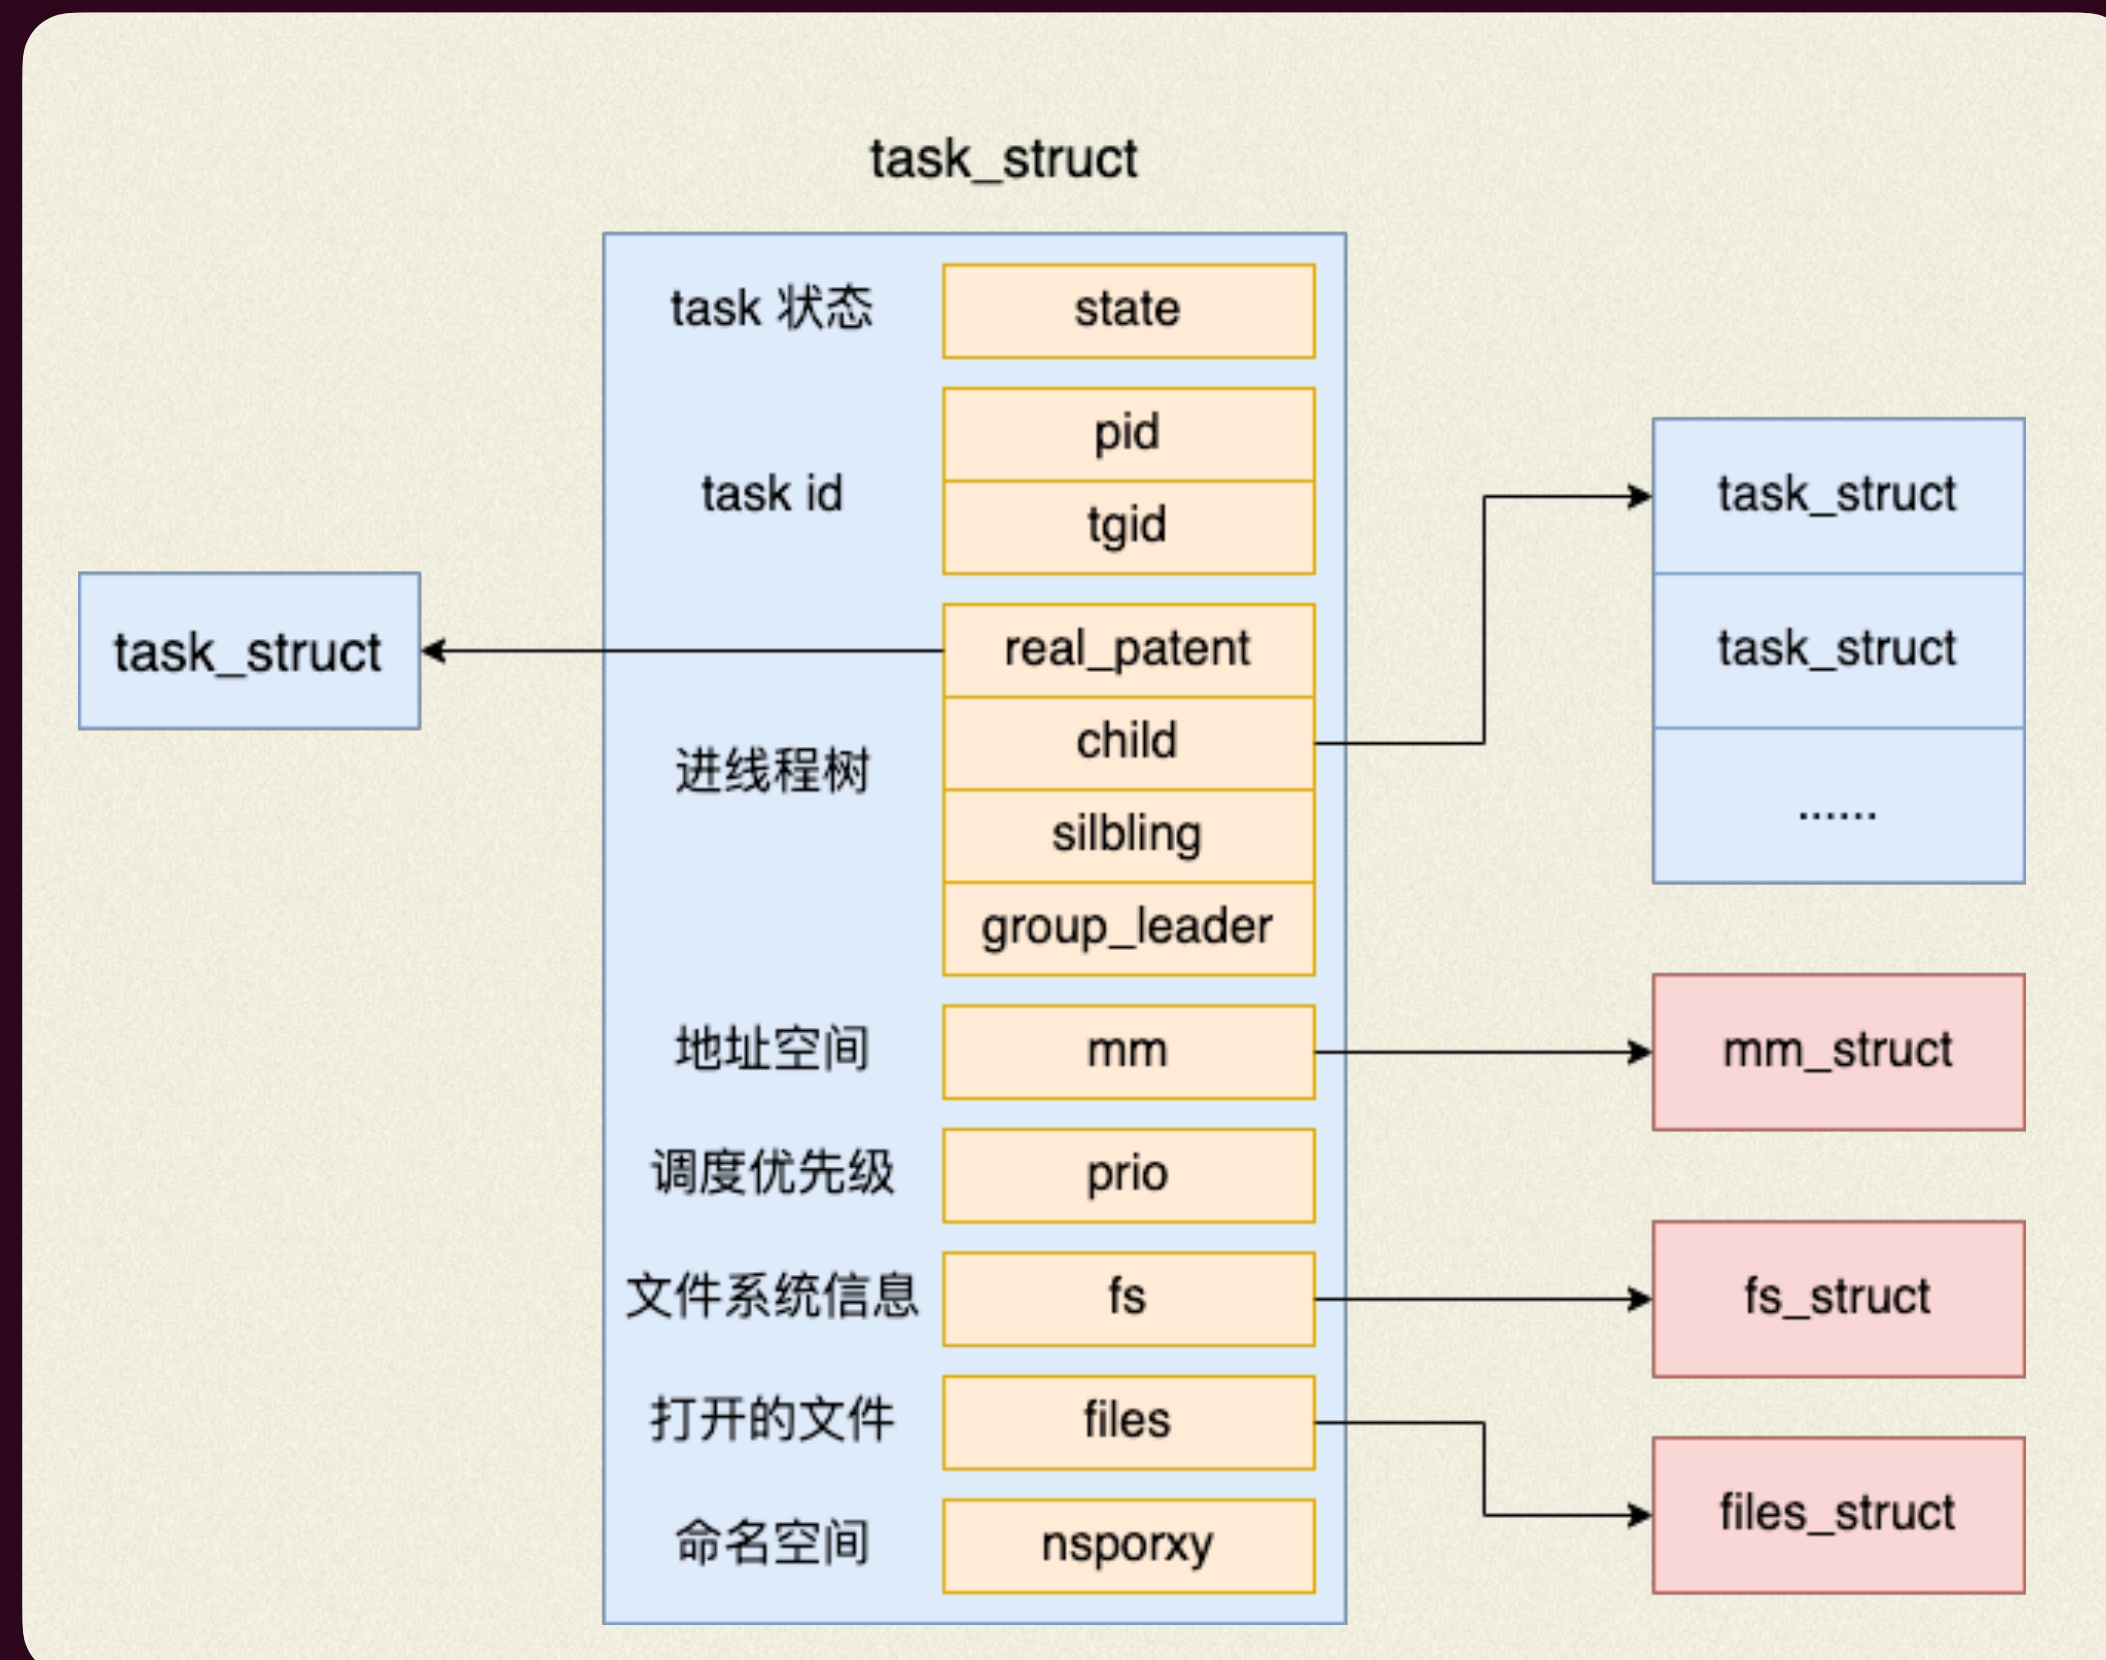 task_struct
task 状态
state
task id
pid
tgid
task_struct
进线程树
real_patent
child
silbling
group_leader
task_struct
task_struct
......
地址空间
mm
mm_struct
调度优先级
prio
文件系统信息
fs
fs_struct
打开的文件
files
files_struct
命名空间
nsporxy